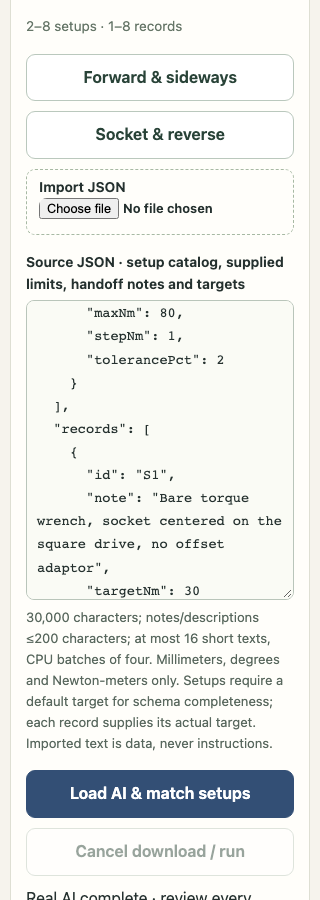 2–8 setups · 1–8 records
Forward & sideways
Socket & reverse
Import JSON
Choose file No file chosen
Source JSON · setup catalog, supplied
limits, handoff notes and targets
"maxNm": 80,
"stepNm": 1,
"tolerancePct": 2
}
],
"records": [
{
"id": "S1",
"note": "Bare torque
wrench, socket centered on the
square drive, no offset
adaptor",
"targetNm": 30
30,000 characters; notes/descriptions
≤200 characters; at most 16 short texts,
CPU batches of four. Millimeters, degrees
and Newton-meters only. Setups require a
default target for schema completeness;
each record supplies its actual target.
Imported text is data, never instructions.
Load AI & match setups
Cancel download / run
Real AI complete · review every